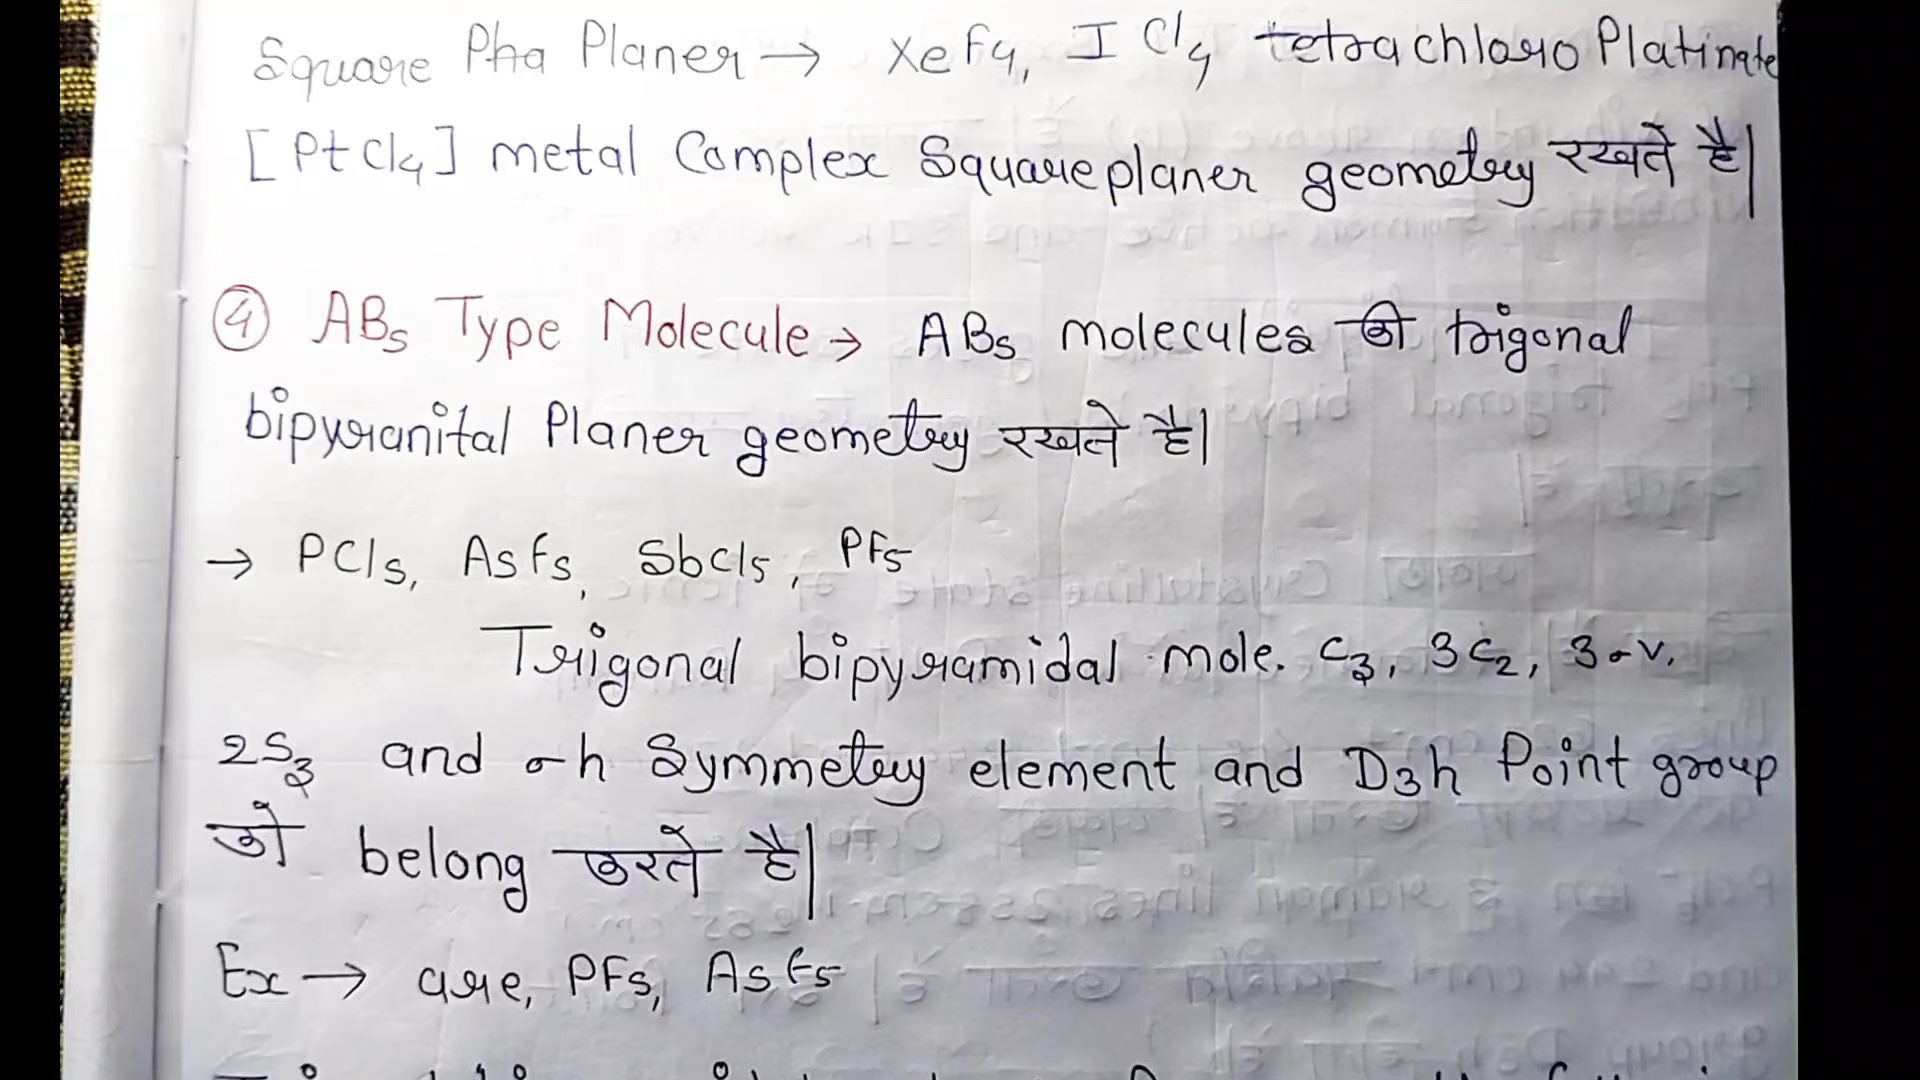 Square Pha Planer → XeF4, ICl4 tetrachloro Platinate
[PtCl4] metal Complex Square planer geometry रखते है|
④ AB5 Type Molecule → AB5 molecules की trigonal
bipyranital Planer geometry रखते है|
→ PCl5, AsF5, SbCl5, PF5
Trigonal bipyramidal mole. C3, 3C2, 3σv,
2S3 and σh Symmetry element and D3h Point group
को belong करते है|
Ex → are, PF5, AsF5